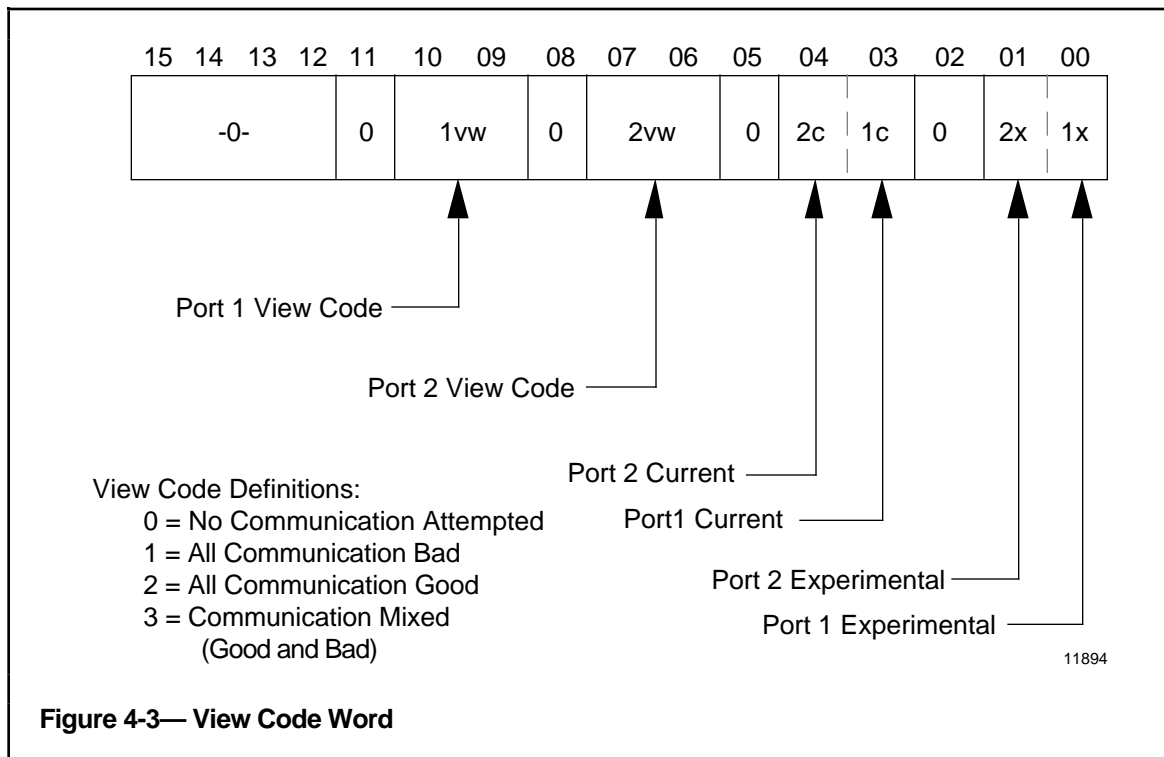 15 14 13 12 11 10 09 08 07 06 05 04 03 02 01 00
-0- 0 1vw 0 2vw 0 2c 1c 0 2x 1x
Port 1 View Code
Port 2 View Code
Port 2 Current
Port1 Current
Port 2 Experimental
Port 1 Experimental
View Code Definitions:
0 = No Communication Attempted
1 = All Communication Bad
2 = All Communication Good
3 = Communication Mixed
(Good and Bad)
11894
Figure 4-3— View Code Word